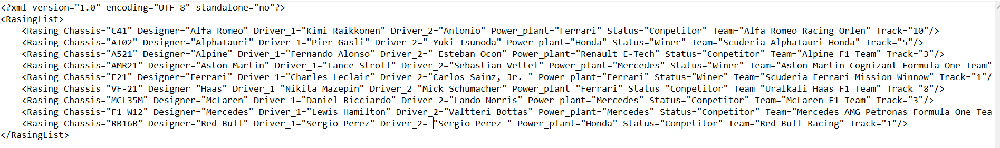 <?xml version="1.0" encoding="UTF-8" standalone="no"?>
<RasingList>
    <Rasing Chassis="C41" Designer="Alfa Romeo" Driver_1="Kimi Raikkonen" Driver_2="Antonio" Power_plant="Ferrari" Status="Conpetitor" Team="Alfa Romeo Racing Orlen" Track="10"/>
    <Rasing Chassis="AT02" Designer="AlphaTauri" Driver_1="Pier Gasli" Driver_2=" Yuki Tsunoda" Power_plant="Honda" Status="Winer" Team="Scuderia AlphaTauri Honda" Track="5"/>
    <Rasing Chassis="A521" Designer="Alpine" Driver_1="Fernando Alonso" Driver_2=" Esteban Ocon" Power_plant="Renault E-Tech" Status="Conpetitor" Team="Alpine F1 Team" Track="3"/>
    <Rasing Chassis="AMR21" Designer="Aston Martin" Driver_1="Lance Stroll" Driver_2="Sebastian Vettel" Power_plant="Mercedes" Status="Winer" Team="Aston Martin Cognizant Formula One Team"
    <Rasing Chassis="F21" Designer="Ferrari" Driver_1="Charles Leclair" Driver_2="Carlos Sainz, Jr. " Power_plant="Ferrari" Status="Winer" Team="Scuderia Ferrari Mission Winnow" Track="1"/
    <Rasing Chassis="VF-21" Designer="Haas" Driver_1="Nikita Mazepin" Driver_2="Mick Schumacher" Power_plant="Ferrari" Status="Conpetitor" Team="Uralkali Haas F1 Team" Track="8"/>
    <Rasing Chassis="MCL35M" Designer="McLaren" Driver_1="Daniel Ricciardo" Driver_2="Lando Norris" Power_plant="Mercedes" Status="Conpetitor" Team="McLaren F1 Team" Track="3"/>
    <Rasing Chassis="F1 W12" Designer="Mercedes" Driver_1="Lewis Hamilton" Driver_2="Valtteri Bottas" Power_plant="Mercedes" Status="Conpetitor" Team="Mercedes AMG Petronas Formula One Tea
    <Rasing Chassis="RB16B" Designer="Red Bull" Driver_1="Sergio Perez" Driver_2= "Sergio Perez " Power_plant="Honda" Status="Conpetitor" Team="Red Bull Racing" Track="1"/>
</RasingList>